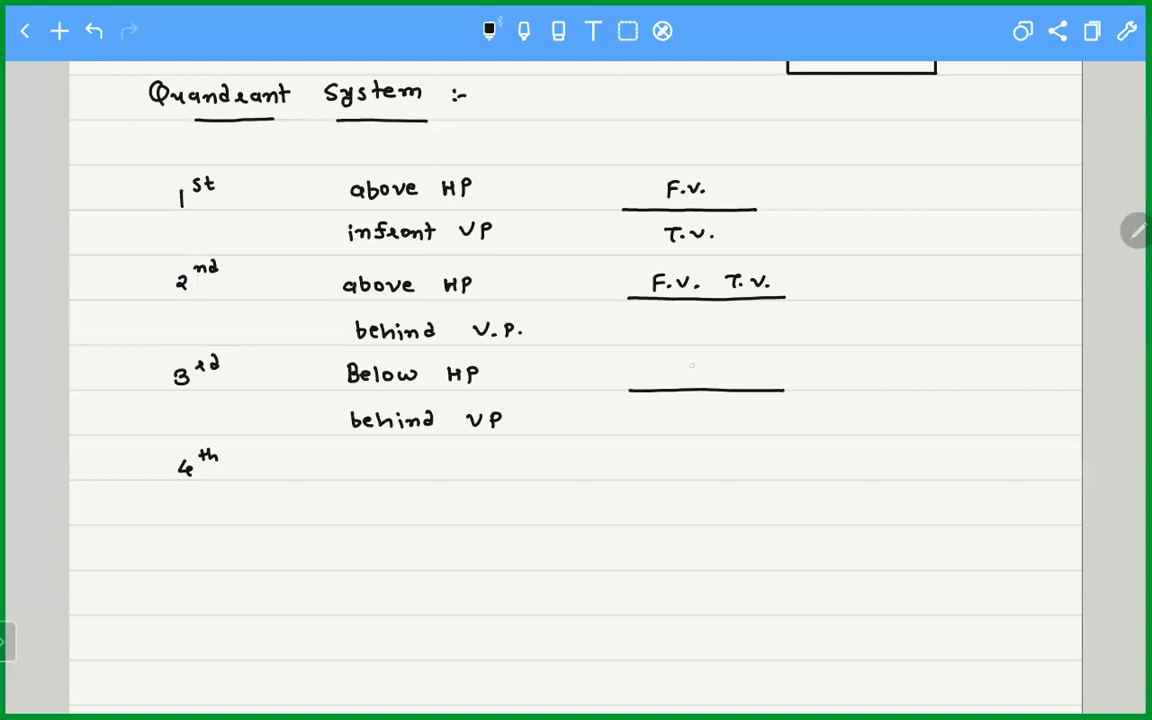 Quandrant System :-
1st above HP F.V.
infront VP T.V.
2nd above HP F.V. T.V.
behind V.P.
3rd Below HP
behind VP
4th